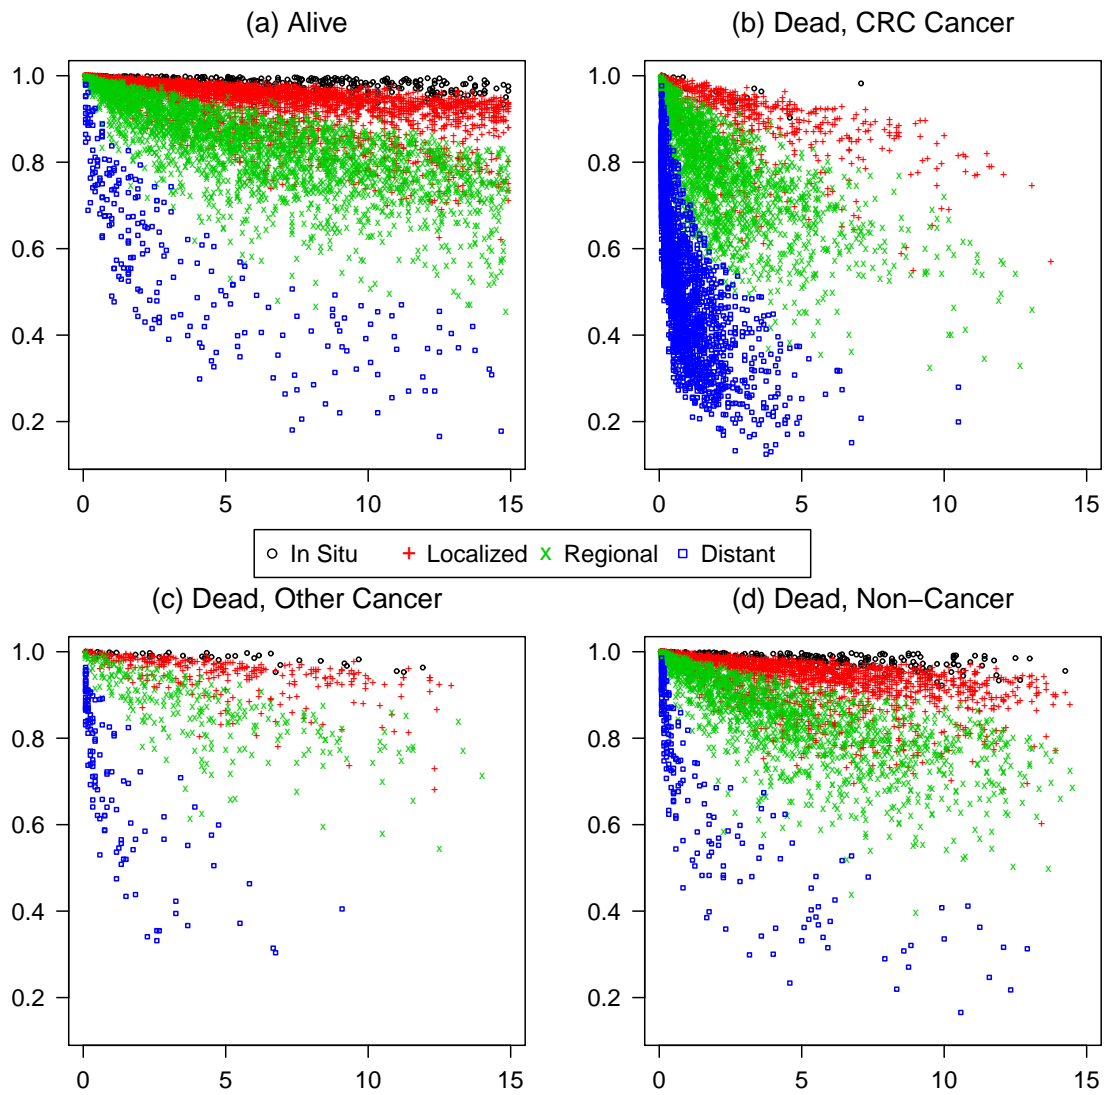 (a) Alive
(b) Dead, CRC Cancer
1.0
0.8
0.6
0.4
0.2
0 5 10 15
1.0
0.8
0.6
0.4
0.2
0 5 10 15
In Situ Localized Regional Distant
(c) Dead, Other Cancer
(d) Dead, Non−Cancer
1.0
0.8
0.6
0.4
0.2
0 5 10 15
1.0
0.8
0.6
0.4
0.2
0 5 10 15